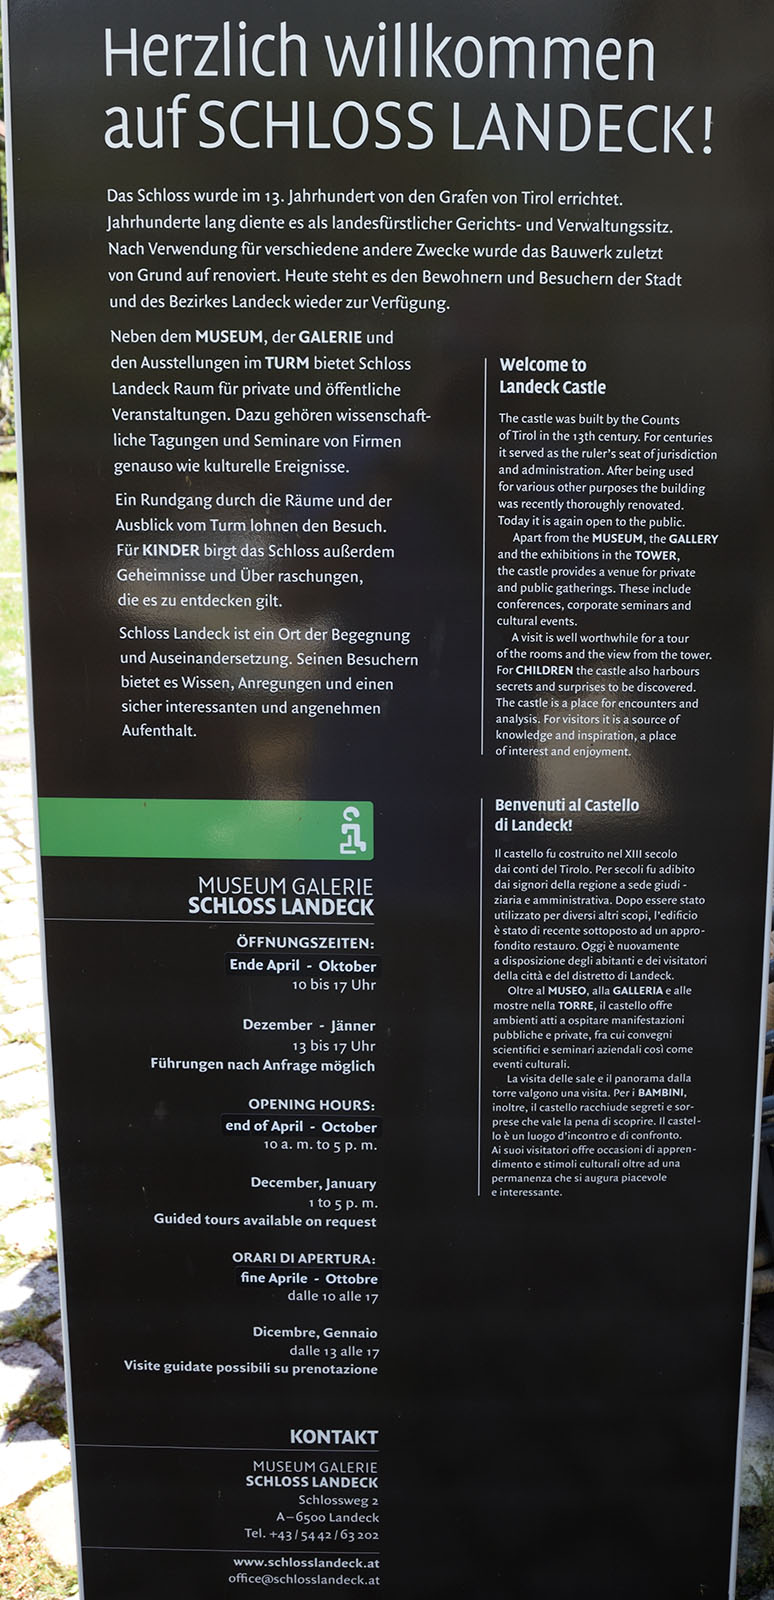 Herzlich willkommen
auf SCHLOSS LANDECK!
Das Schloss wurde im 13. Jahrhundert von den Grafen von Tirol errichtet.
Jahrhunderte lang diente es als landesfürstlicher Gerichts- und Verwaltungssitz.
Nach Verwendung für verschiedene andere Zwecke wurde das Bauwerk zuletzt
von Grund auf renoviert. Heute steht es den Bewohnern und Besuchern der Stadt
und des Bezirkes Landeck wieder zur Verfügung.
Neben dem MUSEUM, der GALERIE und
den Ausstellungen im TURM bietet Schloss
Landeck Raum für private und öffentliche
Veranstaltungen. Dazu gehören wissenschaft-
liche Tagungen und Seminare von Firmen
genauso wie kulturelle Ereignisse.
Ein Rundgang durch die Räume und der
Ausblick vom Turm lohnen den Besuch.
Für KINDER birgt das Schloss außerdem
Geheimnisse und Über raschungen,
die es zu entdecken gilt.
Schloss Landeck ist ein Ort der Begegnung
und Auseinandersetzung. Seinen Besuchern
bietet es Wissen, Anregungen und einen
sicher interessanten und angenehmen
Aufenthalt.
Welcome to
Landeck Castle
The castle was built by the Counts
of Tirol in the 13th century. For centuries
it served as the ruler's seat of jurisdiction
and administration. After being used
for various other purposes the building
was recently thoroughly renovated.
Today it is again open to the public.
Apart from the MUSEUM, the GALLERY
and the exhibitions in the TOWER,
the castle provides a venue for private
and public gatherings. These include
conferences, corporate seminars and
cultural events.
A visit is well worthwhile for a tour
of the rooms and the view from the tower.
For CHILDREN the castle also harbours
secrets and surprises to be discovered.
The castle is a place for encounters and
analysis. For visitors it is a source of
knowledge and inspiration, a place
of interest and enjoyment.
Benvenuti al Castello
di Landeck!
Il castello fu costruito nel XIII secolo
dai conti del Tirolo. Per secoli fu adibito
dai signori della regione a sede giudi -
ziaria e amministrativa. Dopo essere stato
utilizzato per diversi altri scopi, l'edificio
è stato di recente sottoposto ad un appro-
fondito restauro. Oggi è nuovamente
a disposizione degli abitanti e dei visitatori
della città e del distretto di Landeck.
Oltre al MUSEO, alla GALLERIA e alle
mostre nella TORRE, il castello offre
ambienti atti a ospitare manifestazioni
pubbliche e private, fra cui convegni
scientifici e seminari aziendali così come
eventi culturali.
La visita delle sale e il panorama dalla
torre valgono una visita. Per i BAMBINI,
inoltre, il castello racchiude segreti e sor-
prese che vale la pena di scoprire. Il castel-
lo è un luogo d'incontro e di confronto.
Ai suoi visitatori offre occasioni di appren-
dimento e stimoli culturali oltre ad una
permanenza che si augura piacevole
e interessante.
MUSEUM GALERIE
SCHLOSS LANDECK
ÖFFNUNGSZEITEN:
Ende April - Oktober
10 bis 17 Uhr
Dezember - Jänner
13 bis 17 Uhr
Führungen nach Anfrage möglich
OPENING HOURS:
end of April - October
10 a. m. to 5 p. m.
December, January
1 to 5 p. m.
Guided tours available on request
ORARI DI APERTURA:
fine Aprile - Ottobre
dalle 10 alle 17
Dicembre, Gennaio
dalle 13 alle 17
Visite guidate possibili su prenotazione
KONTAKT
MUSEUM GALERIE
SCHLOSS LANDECK
Schlossweg 2
A–6500 Landeck
Tel. +43/5442/63202
www.schlosslandeck.at
office@schlosslandeck.at